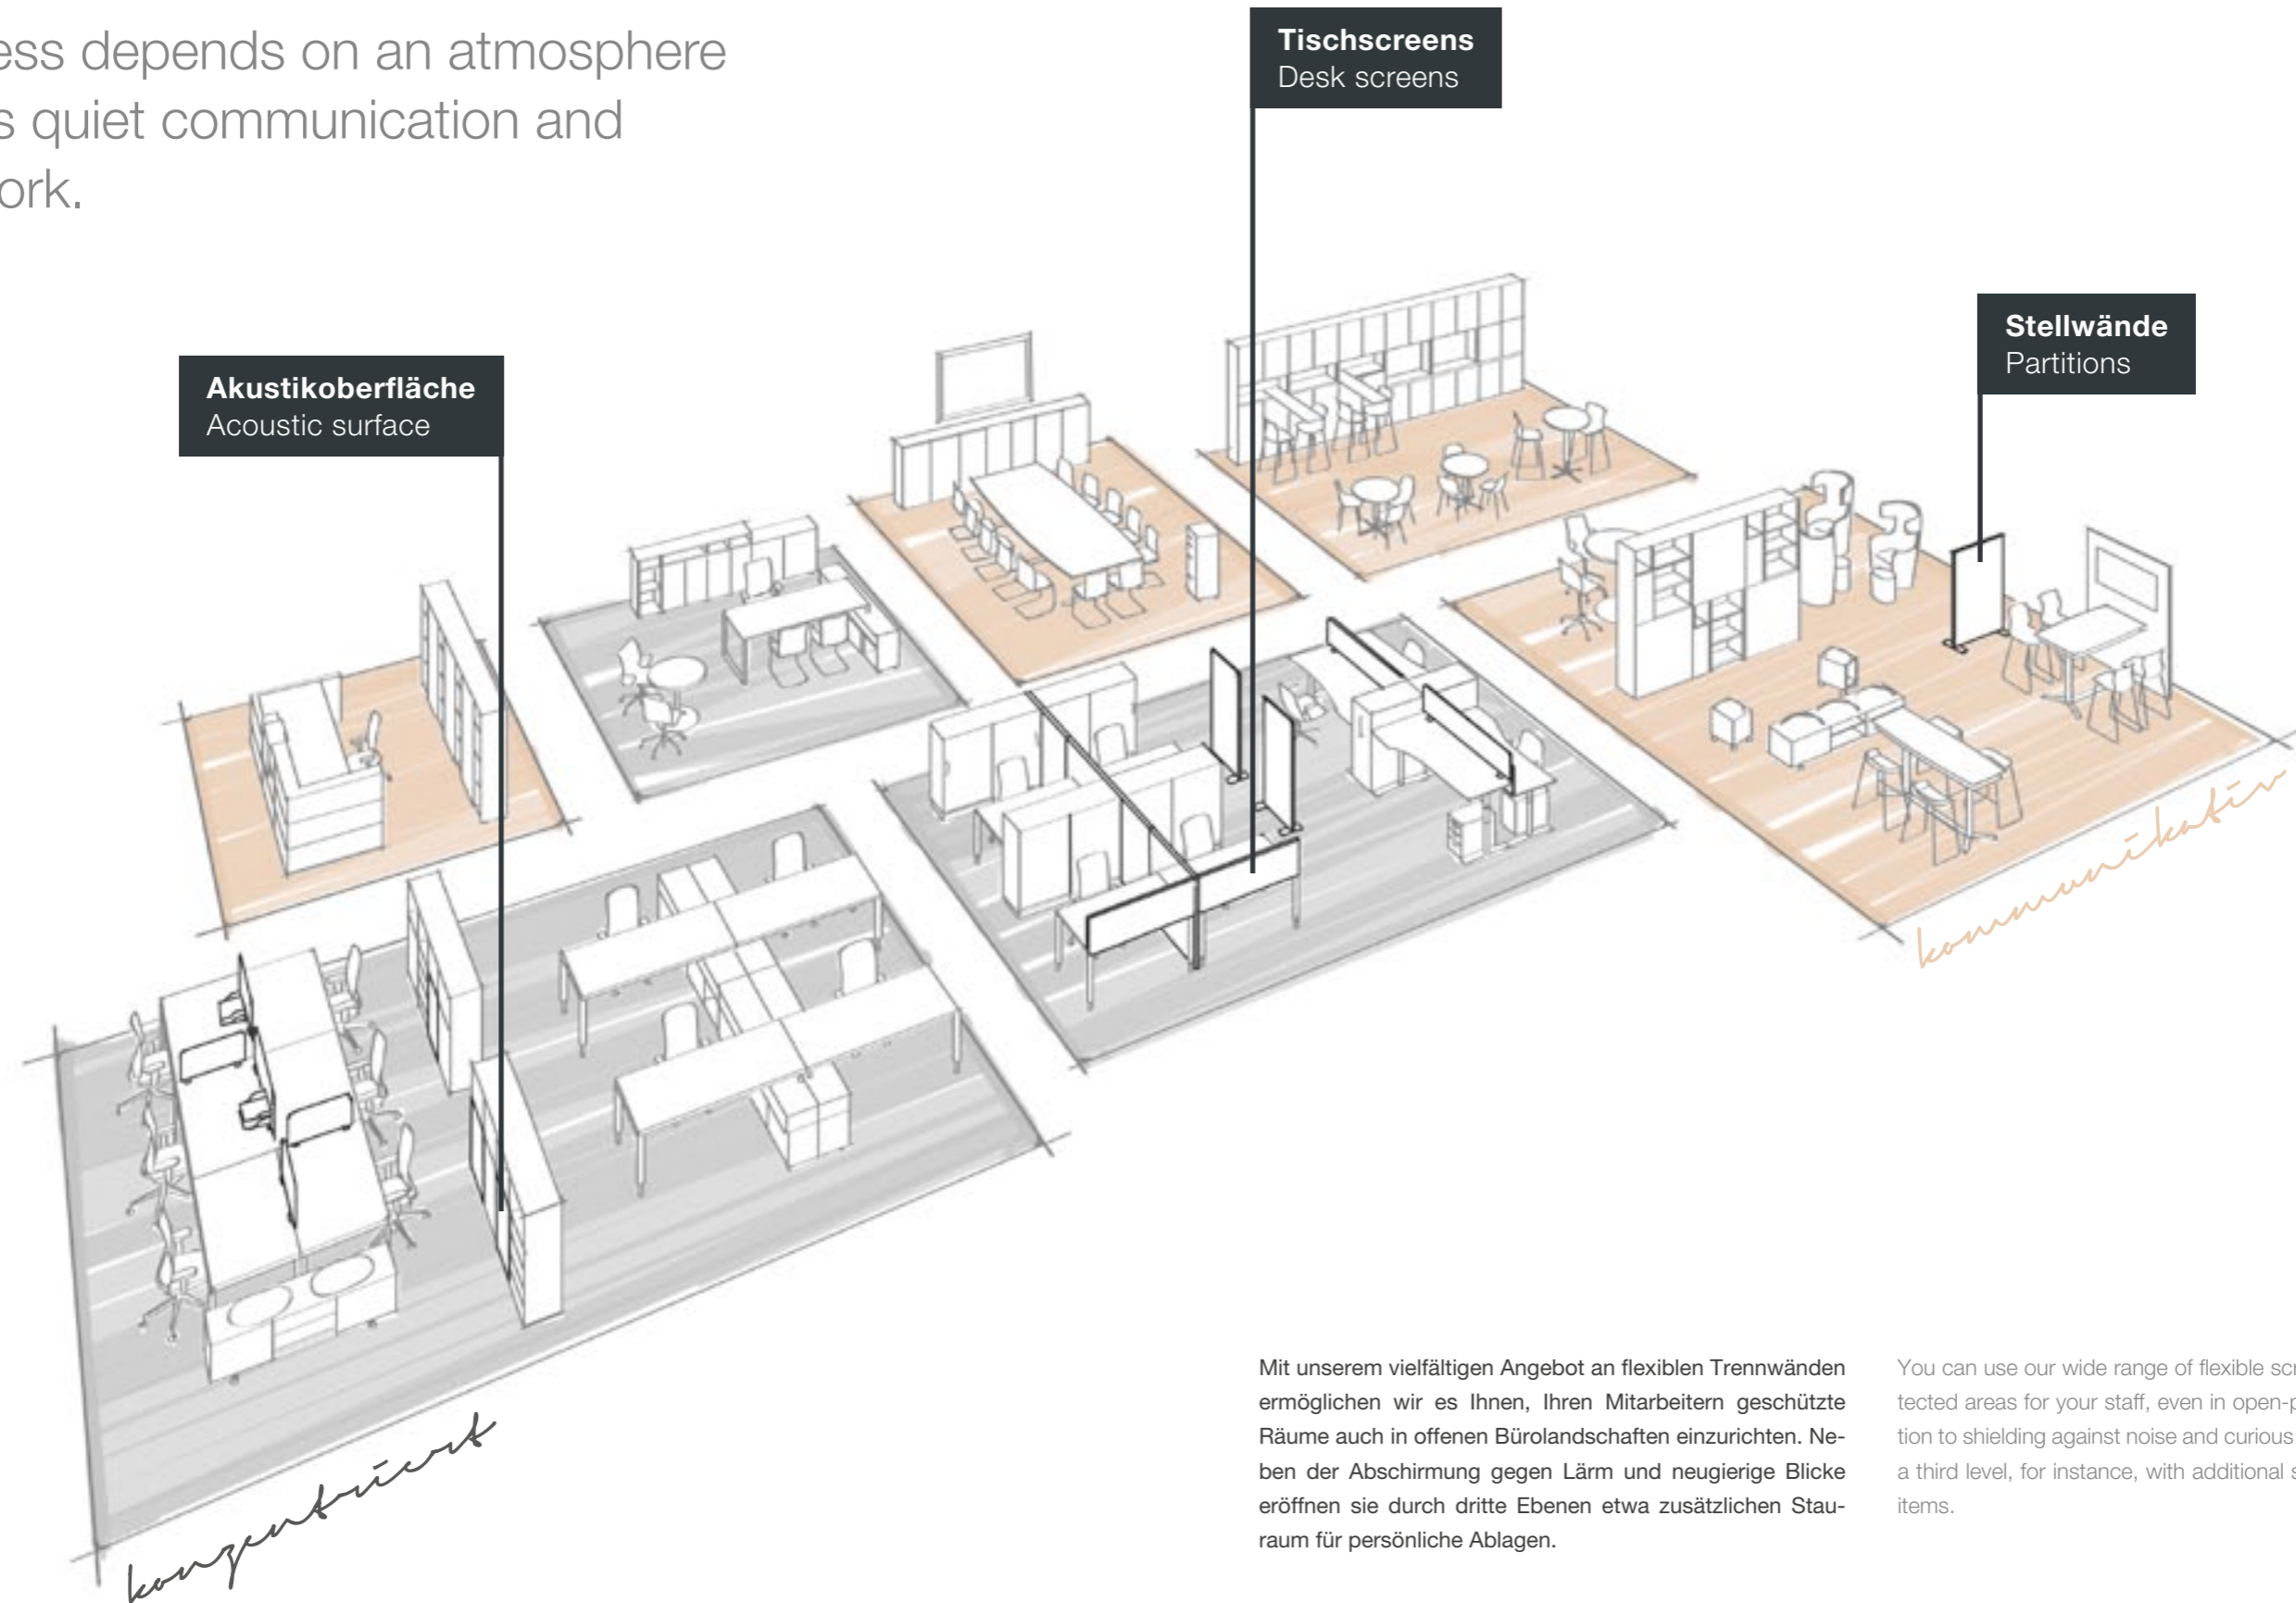 ess depends on an atmosphere
s quiet communication and
ork.
Tischscreens
Desk screens
Stellwände
Partitions
Akustikoberfläche
Acoustic surface
kommunikativ
konzentriert
Mit unserem vielfältigen Angebot an flexiblen Trennwänden
ermöglichen wir es Ihnen, Ihren Mitarbeitern geschützte
Räume auch in offenen Bürolandschaften einzurichten. Ne-
ben der Abschirmung gegen Lärm und neugierige Blicke
eröffnen sie durch dritte Ebenen etwa zusätzlichen Stau-
raum für persönliche Ablagen.
You can use our wide range of flexible scr
tected areas for your staff, even in open-p
tion to shielding against noise and curious
a third level, for instance, with additional s
items.